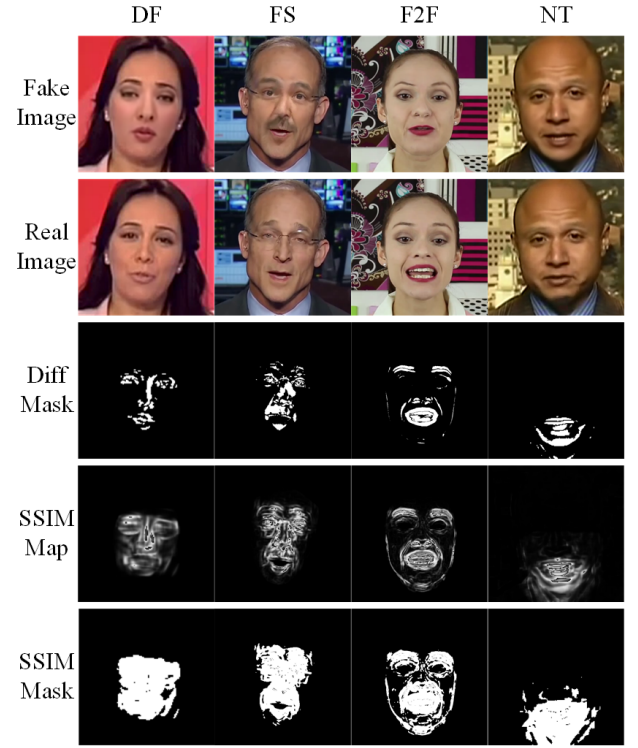 DF FS F2F NT
Fake
Image
Real
Image
Diff
Mask
SSIM
Map
SSIM
Mask